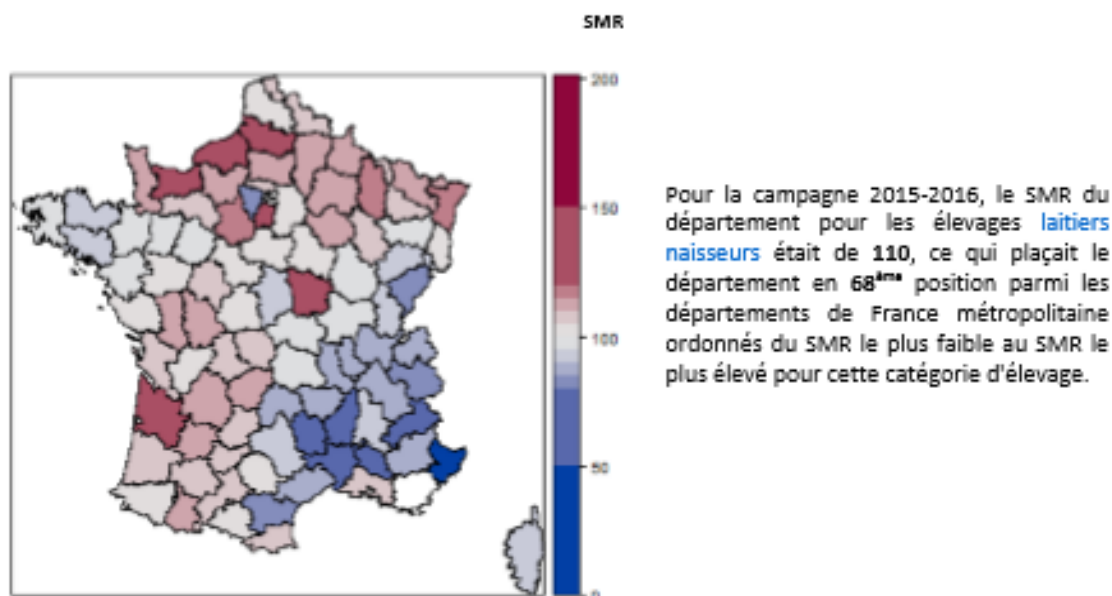 SMR
200
150
100
50
0
Pour la campagne 2015-2016, le SMR du
département pour les élevages laitiers
naisseurs était de 110, ce qui plaçait le
département en 68ème position parmi les
départements de France métropolitaine
ordonnés du SMR le plus faible au SMR le
plus élevé pour cette catégorie d'élevage.